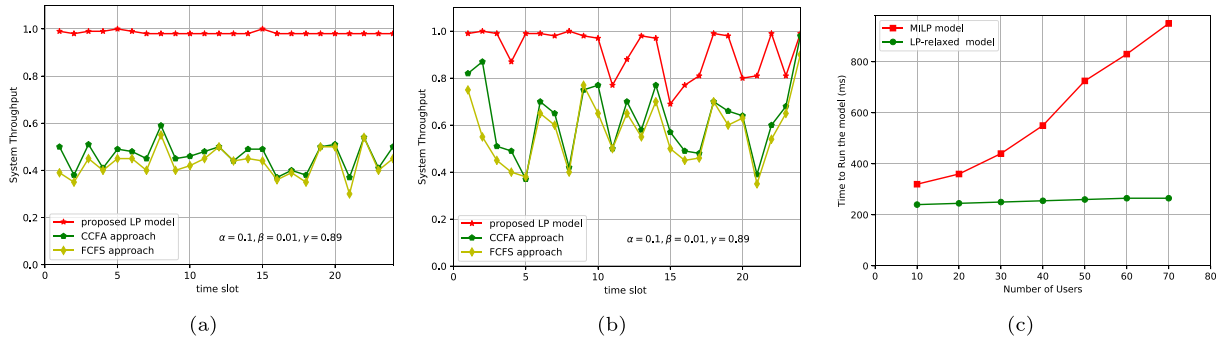 1.0
0.8
0.6
0.4
0.2
0.0
System Throughput
proposed LP model
CCFA approach
FCFS approach
α = 0.1, β = 0.01, γ = 0.89
0 5 10 15 20
time slot
(a)
1.0
0.8
0.6
0.4
0.2
0.0
System Throughput
proposed LP model
CCFA approach
FCFS approach
α = 0.1, β = 0.01, γ = 0.89
0 5 10 15 20
time slot
(b)
MILP model
LP-relaxed model
800
600
400
200
0
Time to Run the model (ms)
0 10 20 30 40 50 60 70 80
Number of Users
(c)